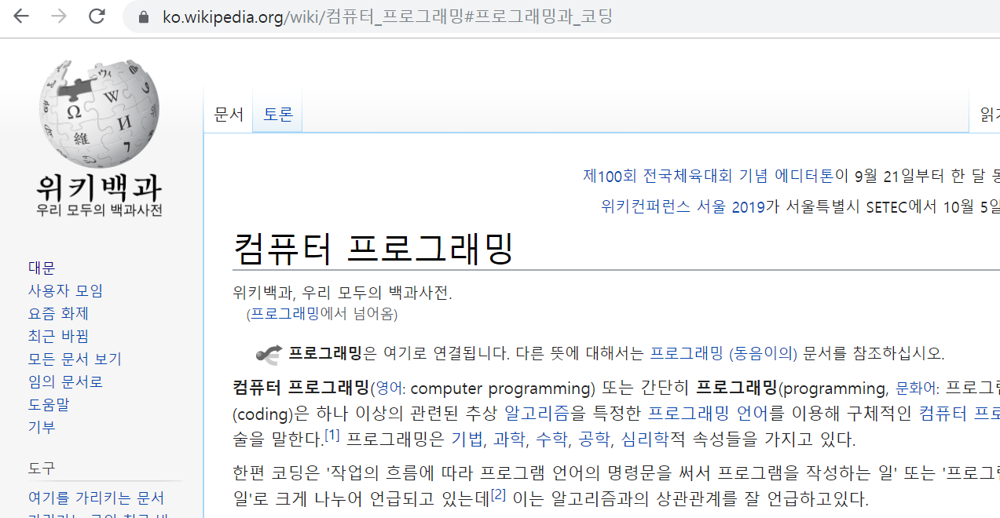 ko.wikipedia.org/wiki/컴퓨터_프로그래밍#프로그래밍과_코딩
위키백과
우리 모두의 백과사전
문서
토론
제100회 전국체육대회 기념 에디터톤이 9월 21일부터 한 달
위키컨퍼런스 서울 2019가 서울특별시 SETEC에서 10월 5일
컴퓨터 프로그래밍
위키백과, 우리 모두의 백과사전.
(프로그래밍에서 넘어옴)
프로그래밍은 여기로 연결됩니다. 다른 뜻에 대해서는 프로그래밍 (동음이의) 문서를 참조하십시오.
컴퓨터 프로그래밍(영어: computer programming) 또는 간단히 프로그래밍(programming, 문화어:
(coding)은 하나 이상의 관련된 추상 알고리즘을 특정한 프로그래밍 언어를 이용해 구체적인 컴퓨터
술을 말한다.[1] 프로그래밍은 기법, 과학, 수학, 공학, 심리학적 속성들을 가지고 있다.
한편 코딩은 '작업의 흐름에 따라 프로그램 언어의 명령문을 써서 프로그램을 작성하는 일' 또는
일'로 크게 나누어 언급되고 있는데[2] 이는 알고리즘과의 상관관계를 잘 언급하고있다.
대문
사용자 모임
요즘 화제
최근 바뀜
모든 문서 보기
임의 문서로
도움말
기부
도구
여기를 가리키는 문서